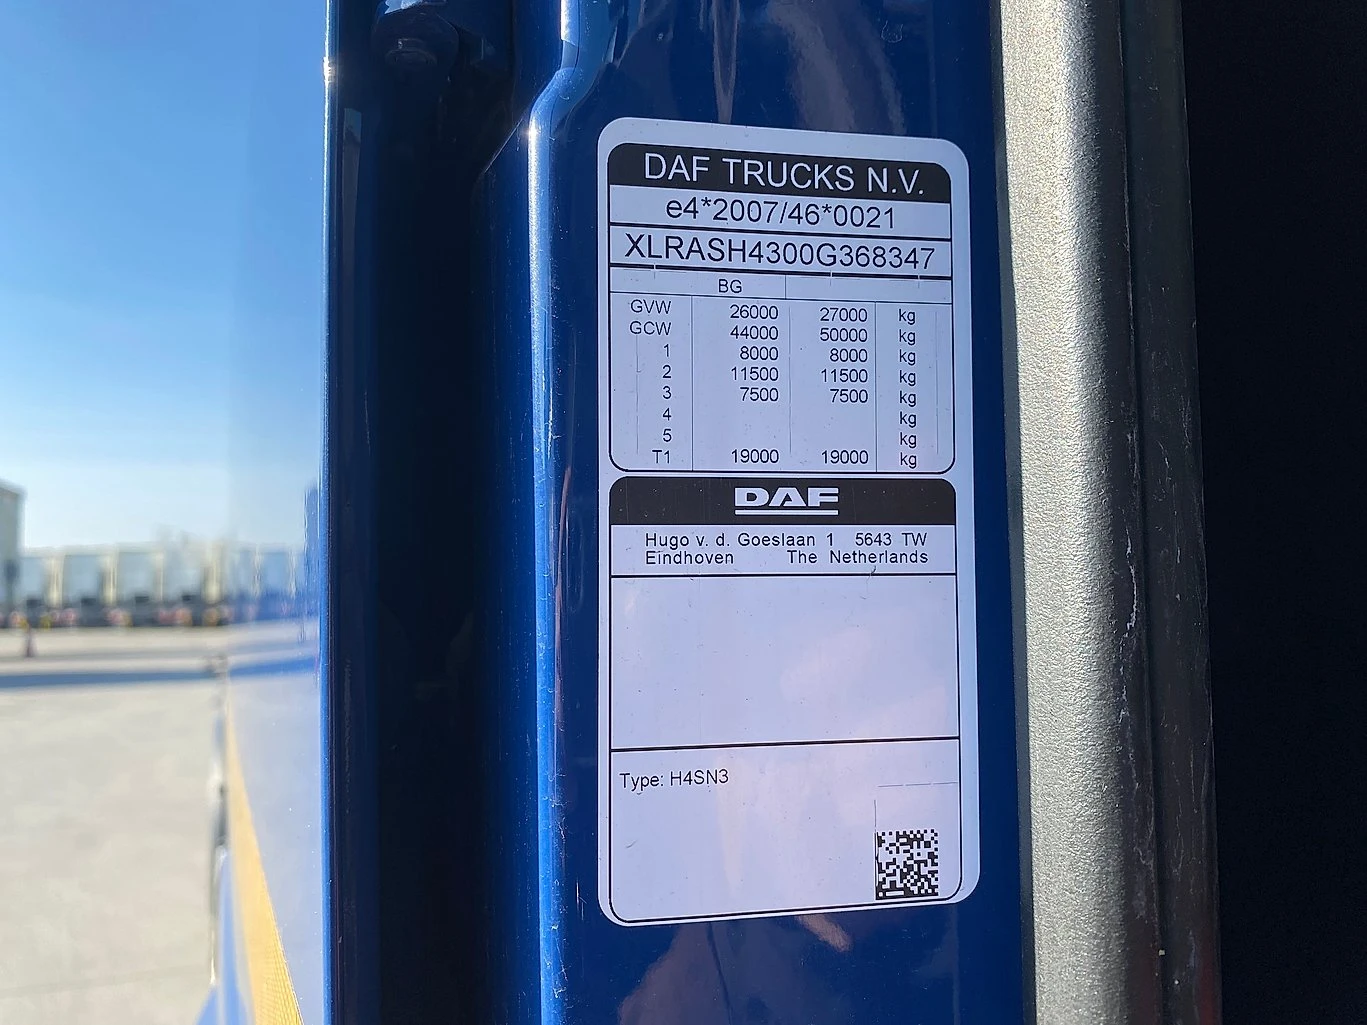 DAF TRUCKS N.V.
e4*2007/46*0021
XLRASH4300G368347
BG
GVW 26000 27000 kg
GCW 44000 50000 kg
1 8000 8000 kg
2 11500 11500 kg
3 7500 7500 kg
4 kg
5 kg
T1 19000 19000 kg
DAF
Hugo v. d. Goeslaan 1 5643 TW
Eindhoven The Netherlands
Type: H4SN3